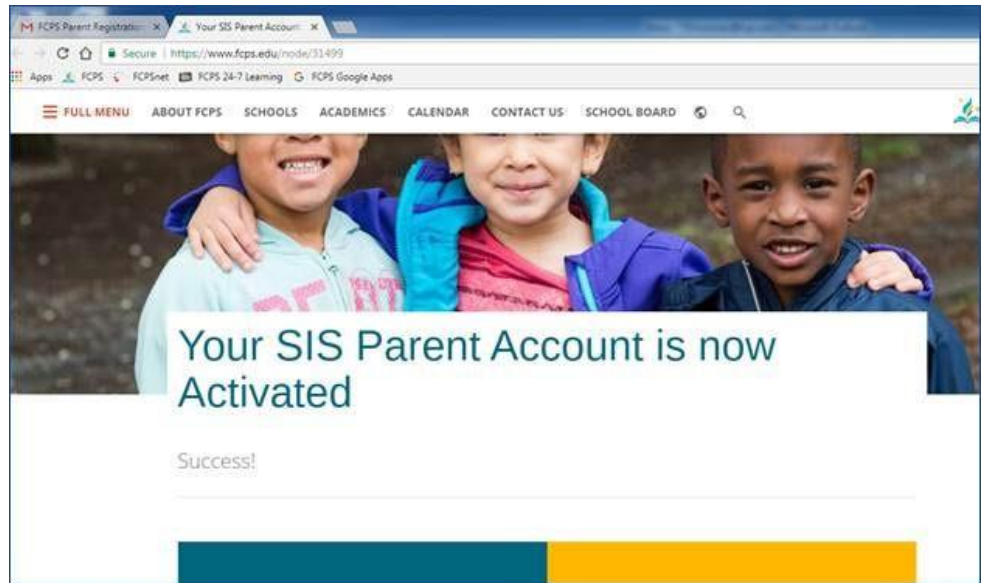 FCPS Parent Registration
Your SIS Parent Account
Secure https://www.fcps.edu/node/31499
Apps FCPS FCPSnet FCPS 24-7 Learning G FCPS Google Apps
FULL MENU ABOUT FCPS SCHOOLS ACADEMICS CALENDAR CONTACT US SCHOOL BOARD
Your SIS Parent Account is now
Activated
Success!